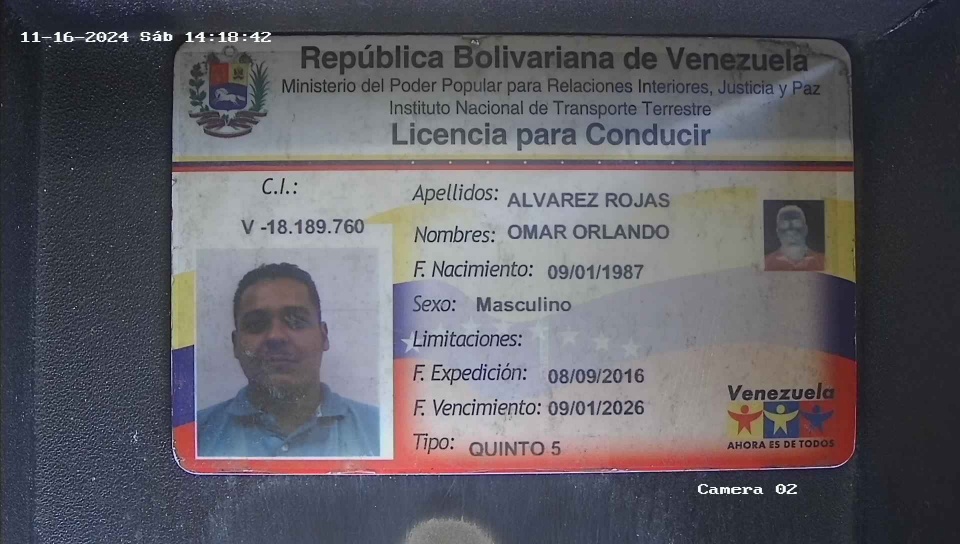 11-16-2024 Sáb 14:18:42
República Bolivariana de Venezuela
Ministerio del Poder Popular para Relaciones Interiores, Justicia y Paz
Instituto Nacional de Transporte Terrestre
Licencia para Conducir
C.I.:
V -18.189.760
Apellidos: ALVAREZ ROJAS
Nombres: OMAR ORLANDO
F. Nacimiento: 09/01/1987
Sexo: Masculino
Limitaciones:
F. Expedición: 08/09/2016
F. Vencimiento: 09/01/2026
Tipo: QUINTO 5
Venezuela
AHORA ES DE TODOS
Camera 02